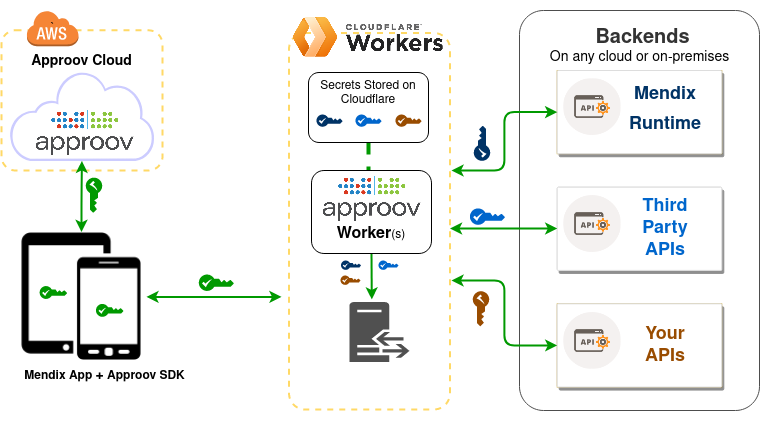 AWS
Approov Cloud
approov
Mendix App + Approov SDK
CLOUDFLARE™
Workers
Secrets Stored on
Cloudflare
approov
Worker(s)
Backends
On any cloud or on-premises
API
Mendix
Runtime
API
Third
Party
APIs
API
Your
APIs